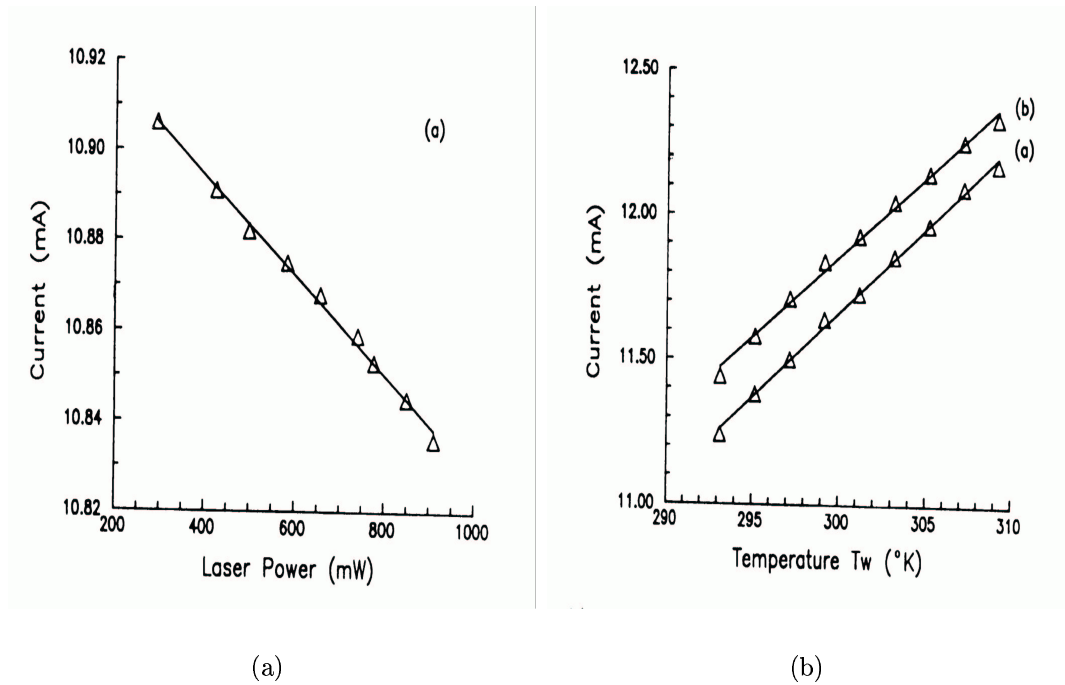 10.92
10.90
10.88
10.86
10.84
10.82
Current (mA)
(a)
200 400 600 800 1000
Laser Power (mW)
12.50
12.00
11.50
11.00
Current (mA)
(b)
(a)
290 295 300 305 310
Temperature Tw (°K)
(a)
(b)